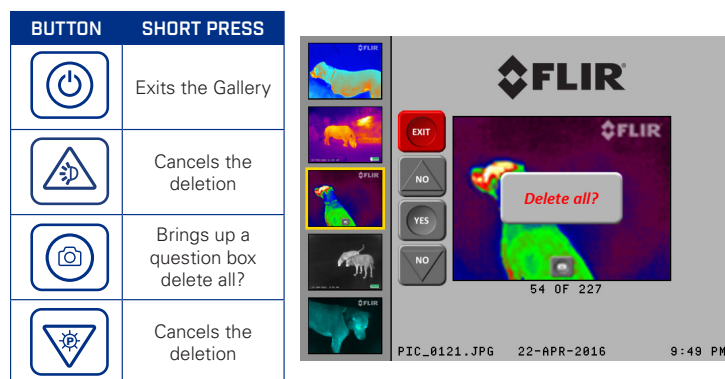 BUTTON SHORT PRESS
Exits the Gallery
Cancels the
deletion
Brings up a
question box
delete all?
P
Cancels the
deletion
FLIR
FLIR
FLIR
FLIR
EXIT
NO
YES
NO
FLIR
Delete all?
54 OF 227
PIC_0121.JPG 22-APR-2016 9:49 PM